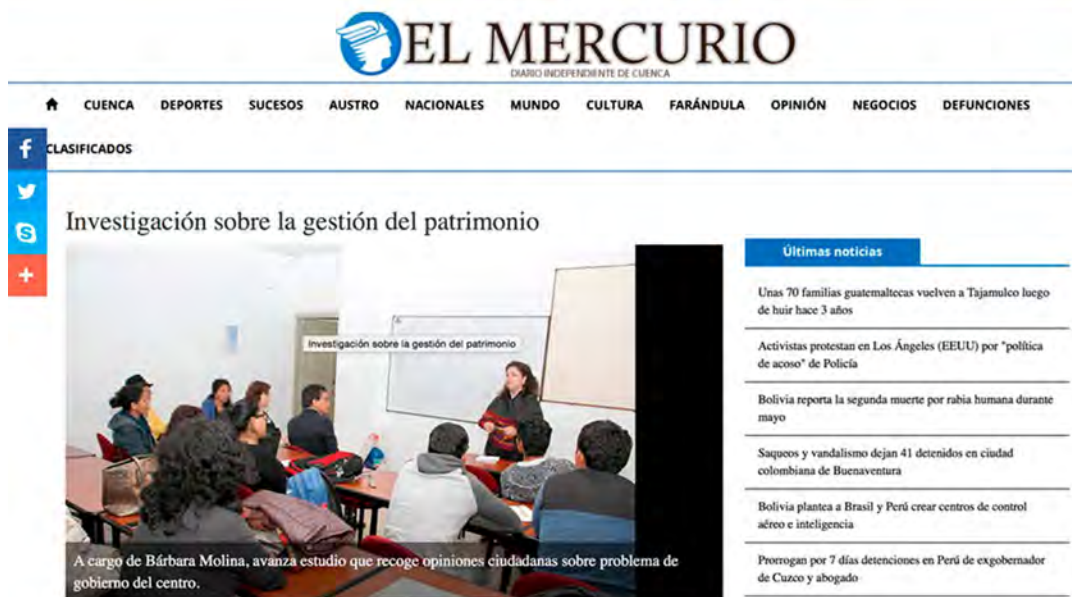 EL MERCURIO
DIARIO INDEPENDIENTE DE CUENCA
CUENCA DEPORTES SUCESOS AUSTRO NACIONALES MUNDO CULTURA FARÁNDULA OPINIÓN NEGOCIOS DEFUNCIONES
CLASIFICADOS
Investigación sobre la gestión del patrimonio
Investigación sobre la gestión del patrimonio
A cargo de Bárbara Molina, avanza estudio que recoge opiniones ciudadanas sobre problema de
gobierno del centro.
Últimas noticias
Unas 70 familias guatemaltecas vuelven a Tajamulco luego
de huir hace 3 años
Activistas protestan en Los Ángeles (EEUU) por "política
de acoso" de Policía
Bolivia reporta la segunda muerte por rabia humana durante
mayo
Saqueos y vandalismo dejan 41 detenidos en ciudad
colombiana de Buenaventura
Bolivia plantea a Brasil y Perú crear centros de control
aéreo e inteligencia
Prorrogan por 7 días detenciones en Perú de exgobernador
de Cuzco y abogado